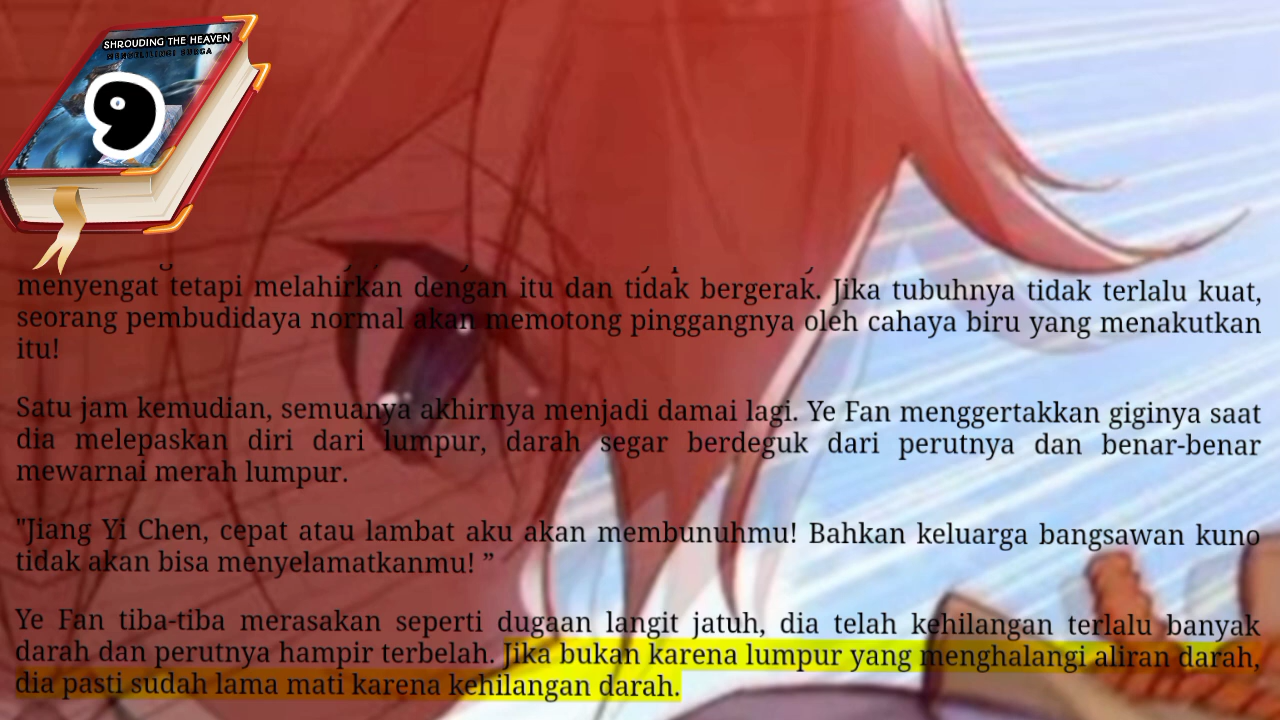 SHROUDING THE HEAVEN
menyengat tetapi melahirkan dengan itu dan tidak bergerak. Jika tubuhnya tidak terlalu kuat,
seorang pembudidaya normal akan memotong pinggangnya oleh cahaya biru yang menakutkan
itu!
Satu jam kemudian, semuanya akhirnya menjadi damai lagi. Ye Fan menggertakkan giginya saat
dia melepaskan diri dari lumpur, darah segar berdeguk dari perutnya dan benar-benar
mewarnai merah lumpur.
"Jiang Yi Chen, cepat atau lambat aku akan membunuhmu! Bahkan keluarga bangsawan kuno
tidak akan bisa menyelamatkanmu! ”
Ye Fan tiba-tiba merasakan seperti dugaan langit jatuh, dia telah kehilangan terlalu banyak
darah dan perutnya hampir terbelah. Jika bukan karena lumpur yang menghalangi aliran darah,
dia pasti sudah lama mati karena kehilangan darah.